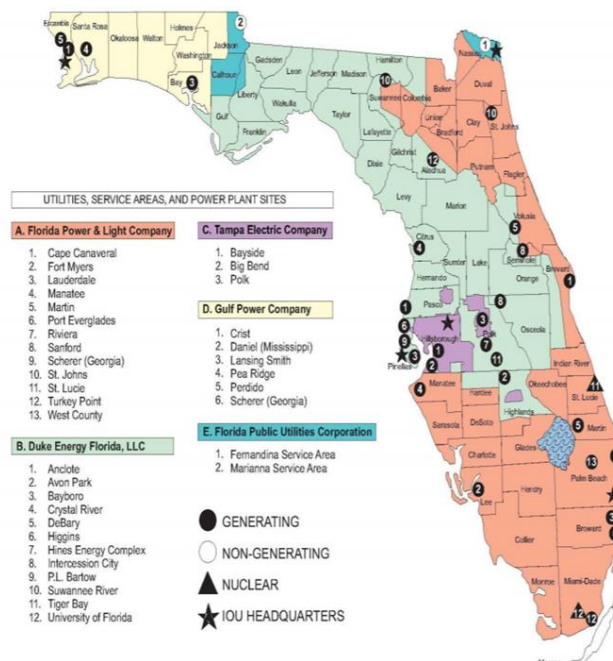 Escambia
Santa Rosa
Okaloosa
Walton
Holmes
Washington
Jackson
Bay
Calhoun
Gulf
Liberty
Gadsden
Franklin
Leon
Wakulla
Jefferson
Madison
Taylor
Hamilton
Suwannee
Columbia
Lafayette
Dixie
Gilchrist
Baker
Union
Bradford
Nassau
Duval
Clay
St. Johns
Putnam
Alachua
Flagler
Levy
Marion
Volusia
Citrus
Sumter
Lake
Seminole
Hernando
Orange
Brevard
Pasco
Hillsborough
Polk
Osceola
Pinellas
Indian River
Manatee
Hardee
Okeechobee
St. Lucie
Highlands
Sarasota
DeSoto
Martin
Charlotte
Glades
Palm Beach
Lee
Hendry
Collier
Broward
Monroe
Miami-Dade
UTILITIES, SERVICE AREAS, AND POWER PLANT SITES
A. Florida Power & Light Company
1. Cape Canaveral
2. Fort Myers
3. Lauderdale
4. Manatee
5. Martin
6. Port Everglades
7. Riviera
8. Sanford
9. Scherer (Georgia)
10. St. Johns
11. St. Lucie
12. Turkey Point
13. West County
B. Duke Energy Florida, LLC
1. Anclote
2. Avon Park
3. Bayboro
4. Crystal River
5. DeBary
6. Higgins
7. Hines Energy Complex
8. Intercession City
9. P.L. Bartow
10. Suwannee River
11. Tiger Bay
12. University of Florida
C. Tampa Electric Company
1. Bayside
2. Big Bend
3. Polk
D. Gulf Power Company
1. Crist
2. Daniel (Mississippi)
3. Lansing Smith
4. Pea Ridge
5. Perdido
6. Scherer (Georgia)
E. Florida Public Utilities Corporation
1. Fernandina Service Area
2. Marianna Service Area
GENERATING
NON-GENERATING
NUCLEAR
IOU HEADQUARTERS